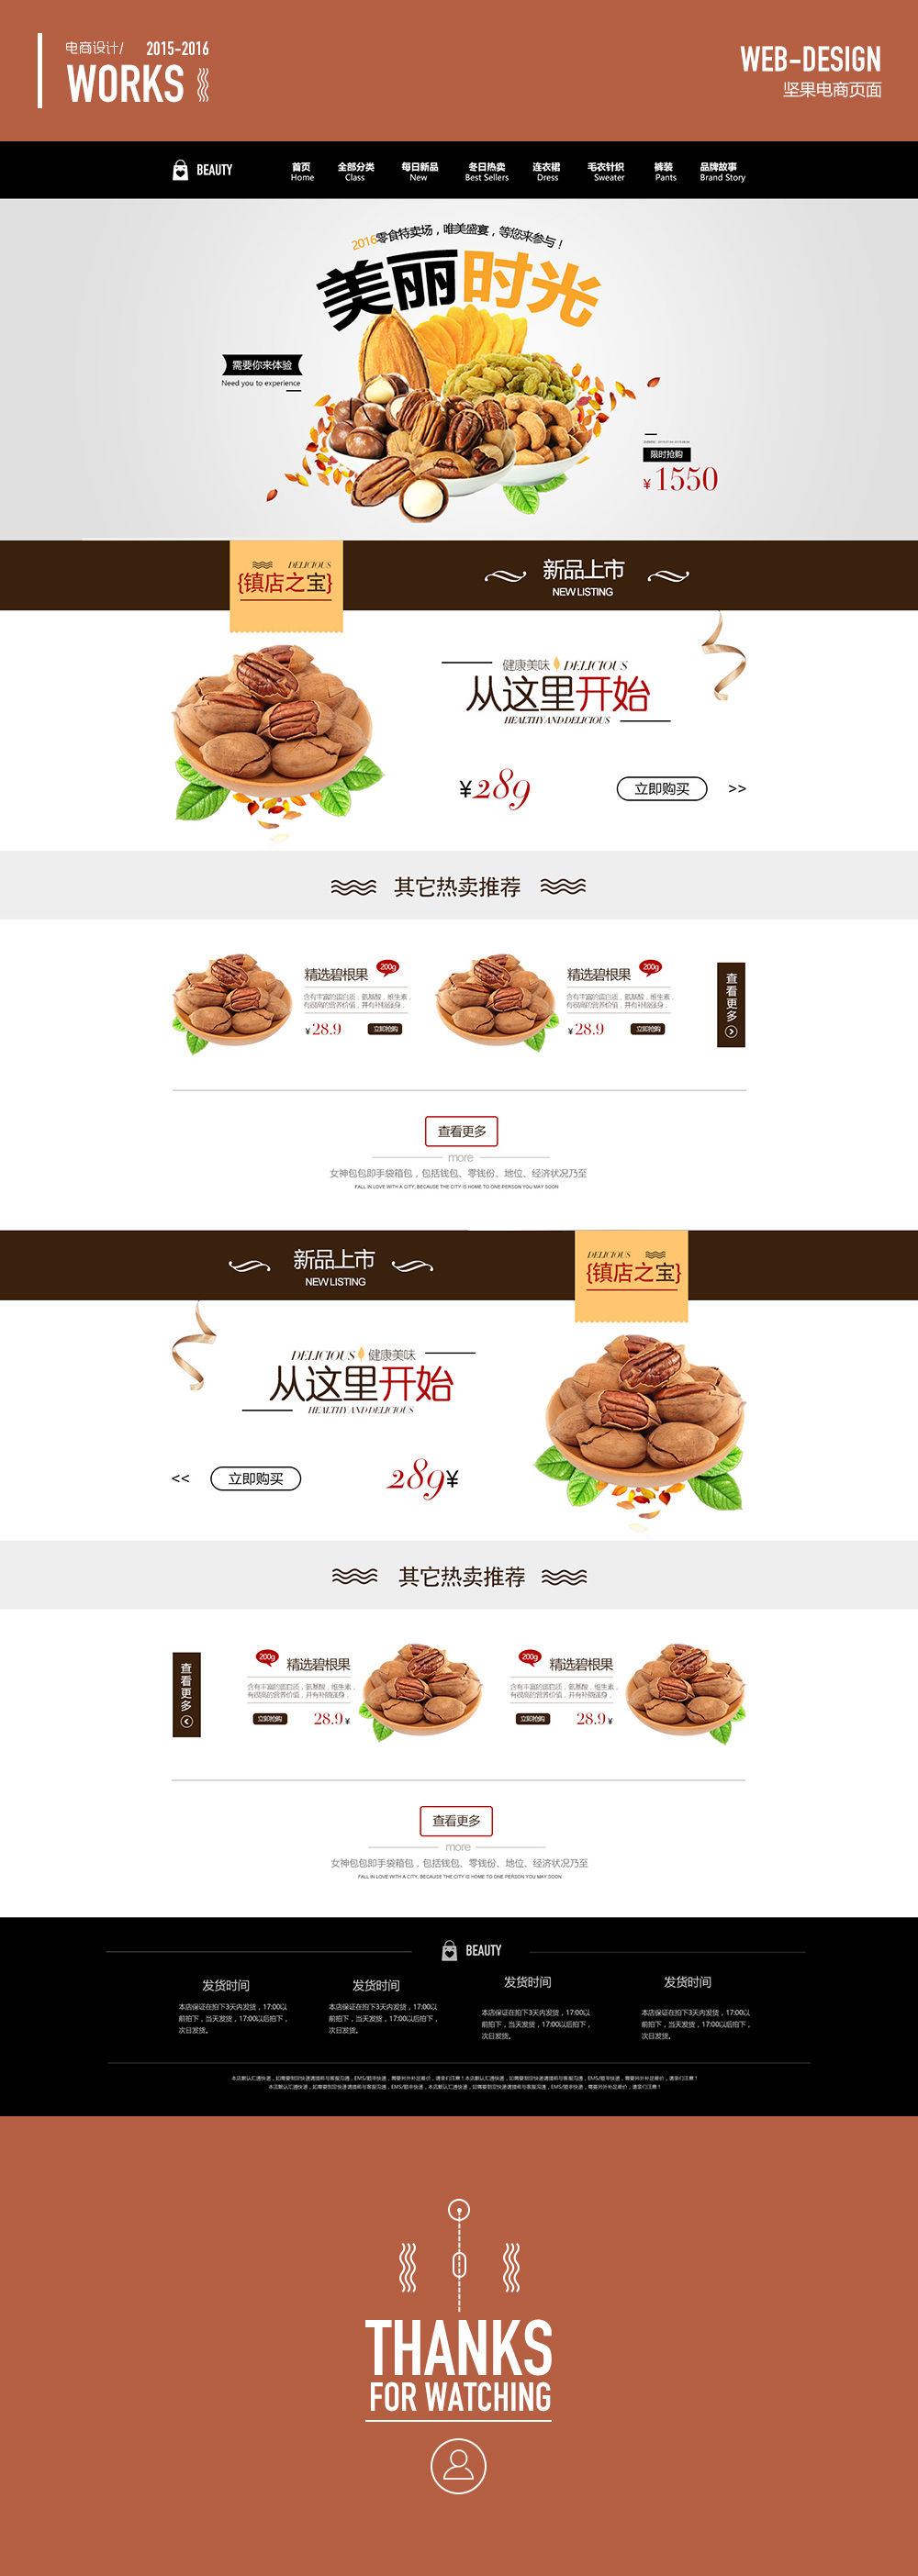 电商设计/ 2015-2016
WORKS
WEB-DESIGN
坚果电商页面
BEAUTY
首页 全部分类 每日新品 冬日热卖 连衣裙 毛衣针织 裤装 品牌故事
Home Class New Best Sellers Dress Sweater Pants Brand Story
2016零食特卖场，唯美盛宴，等您来参与！
美丽时光
需要你来体验
Need you to experience
限时抢购
¥1550
DELICIOUS
{镇店之宝}
新品上市
NEW LISTING
健康美味 DELICIOUS
从这里开始
HEALTHY AND DELICIOUS
¥289
立即购买 >>
其它热卖推荐
精选碧根果 200g
含有丰富的蛋白质，氨基酸，维生素，
有很高的营养价值，并有补脑强身，
¥28.9 立即抢购
精选碧根果 200g
含有丰富的蛋白质，氨基酸，维生素，
有很高的营养价值，并有补脑强身，
¥28.9 立即抢购
查看更多
查看更多
more
女神包包即手袋箱包，包括钱包、零钱份、地位、经济状况乃至
FALL IN LOVE WITH A CITY, BECAUSE THE CITY IS HOME TO ONE PERSON YOU MAY SOON
新品上市
NEW LISTING
DELICIOUS
{镇店之宝}
DELICIOUS 健康美味
从这里开始
HEALTHY AND DELICIOUS
<< 立即购买
289¥
其它热卖推荐
查看更多
200g 精选碧根果
含有丰富的蛋白质，氨基酸，维生素，
有很高的营养价值，并有补脑强身，
立即抢购 28.9¥
200g 精选碧根果
含有丰富的蛋白质，氨基酸，维生素，
有很高的营养价值，并有补脑强身，
立即抢购 28.9¥
查看更多
more
女神包包即手袋箱包，包括钱包、零钱份、地位、经济状况乃至
FALL IN LOVE WITH A CITY, BECAUSE THE CITY IS HOME TO ONE PERSON YOU MAY SOON
BEAUTY
发货时间
本店保证在拍下3天内发货，17:00以
前拍下，当天发货，17:00以后拍下，
次日发货。
发货时间
本店保证在拍下3天内发货，17:00以
前拍下，当天发货，17:00以后拍下，
次日发货。
发货时间
本店保证在拍下3天内发货，17:00以
前拍下，当天发货，17:00以后拍下，
次日发货。
发货时间
本店保证在拍下3天内发货，17:00以
前拍下，当天发货，17:00以后拍下，
次日发货。
THANKS
FOR WATCHING